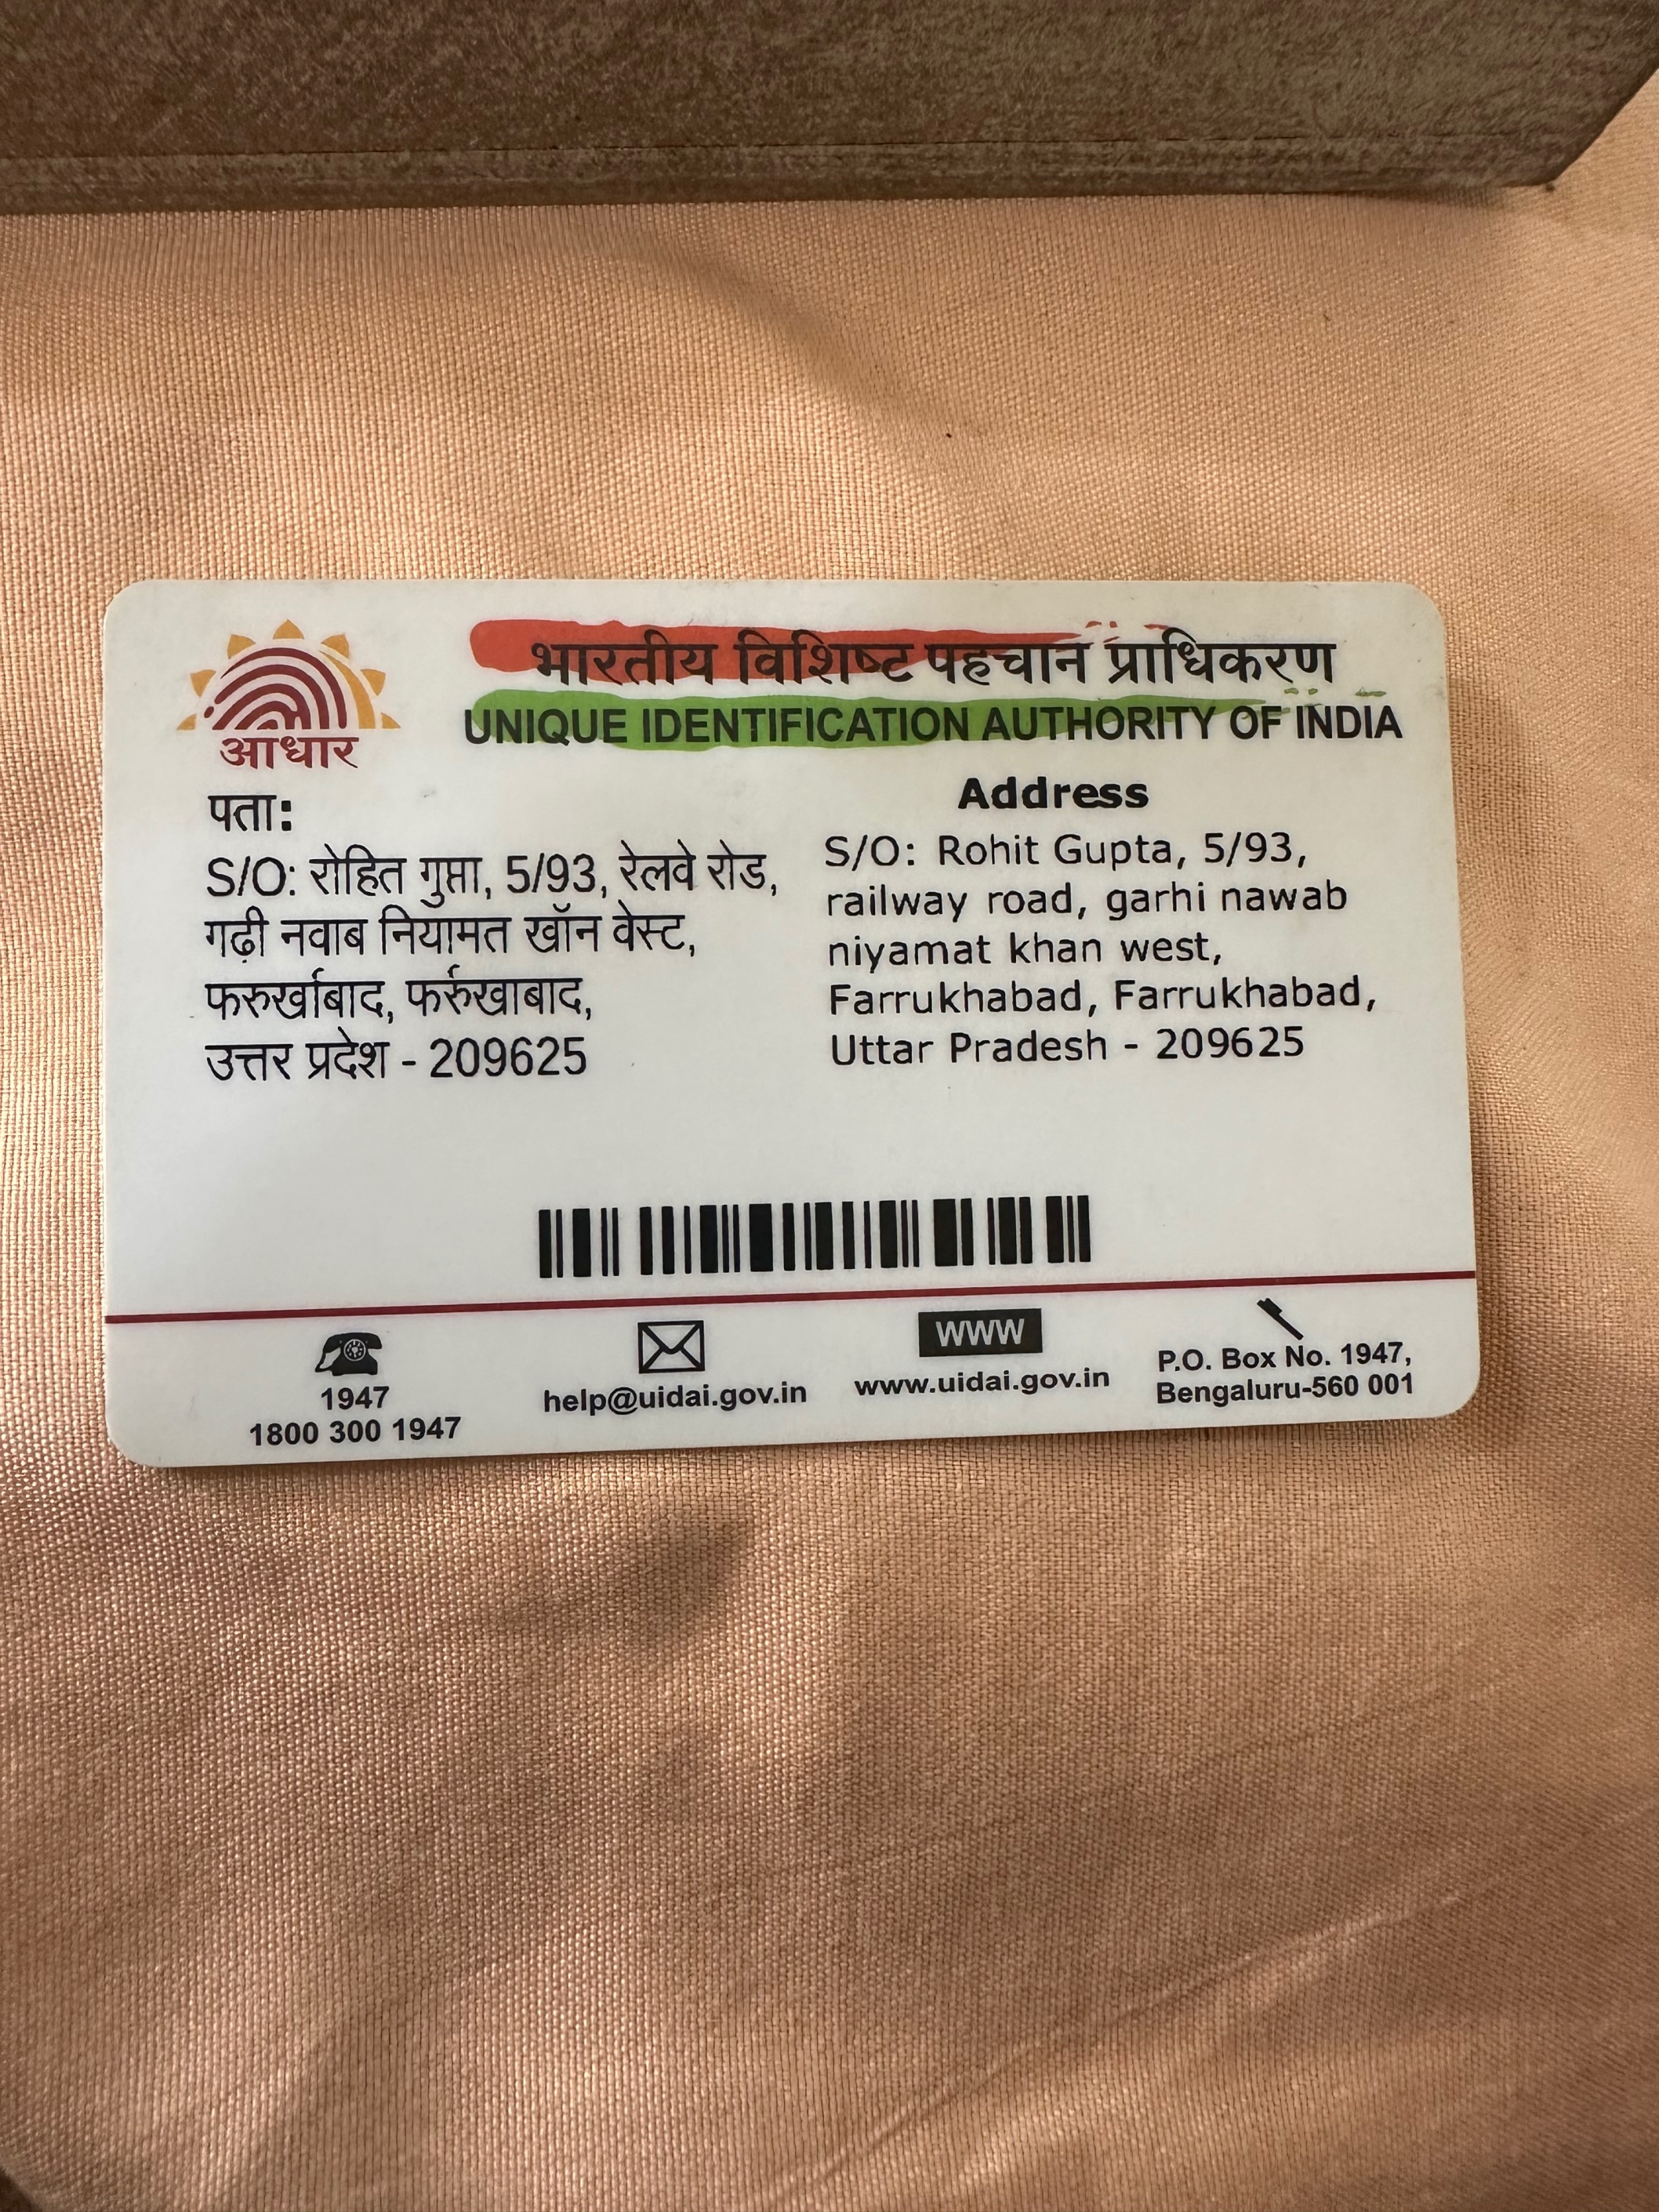 आधार
भारतीय विशिष्ट पहचान प्राधिकरण
UNIQUE IDENTIFICATION AUTHORITY OF INDIA
पता:
S/O: रोहित गुप्ता, 5/93, रेलवे रोड,
गढ़ी नवाब नियामत खॉन वेस्ट,
फरुर्खाबाद, फर्रुखाबाद,
उत्तर प्रदेश - 209625
Address
S/O: Rohit Gupta, 5/93,
railway road, garhi nawab
niyamat khan west,
Farrukhabad, Farrukhabad,
Uttar Pradesh - 209625
1947
1800 300 1947
help@uidai.gov.in
WWW
www.uidai.gov.in
P.O. Box No. 1947,
Bengaluru-560 001